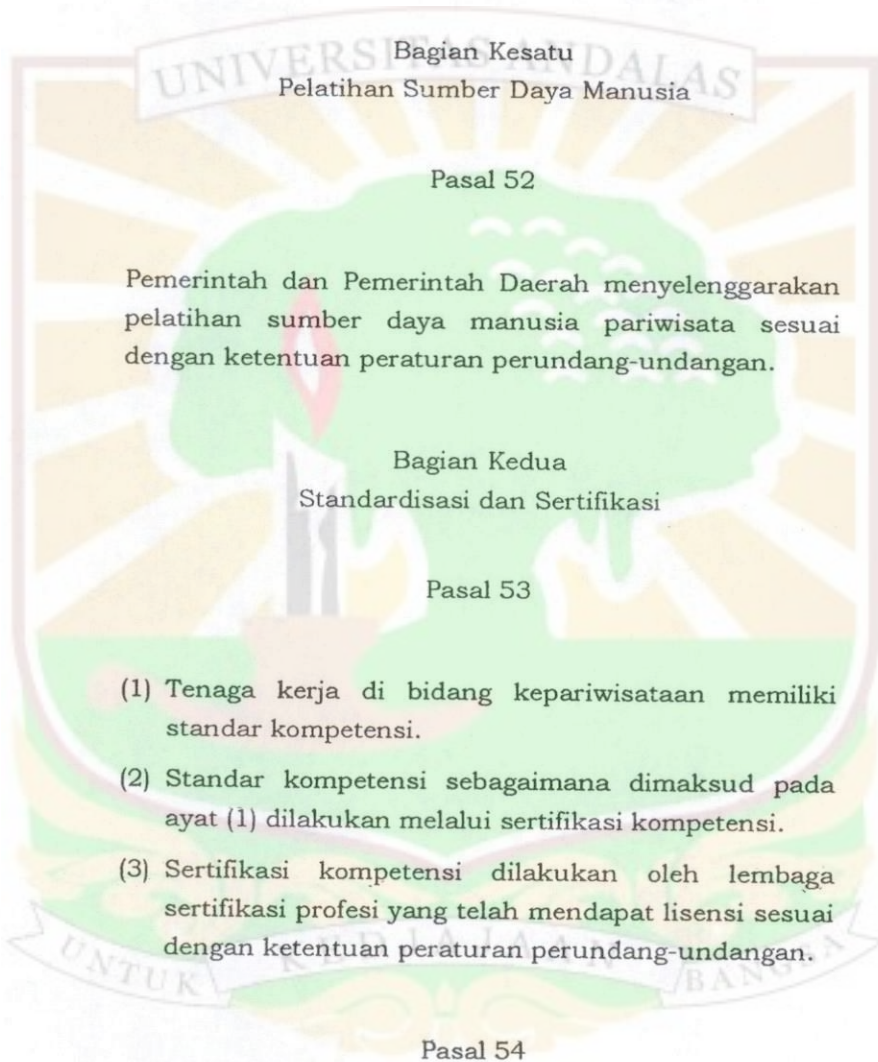 UNIVERSITAS ANDALAS
Bagian Kesatu
Pelatihan Sumber Daya Manusia
Pasal 52
Pemerintah dan Pemerintah Daerah menyelenggarakan
pelatihan sumber daya manusia pariwisata sesuai
dengan ketentuan peraturan perundang-undangan.
Bagian Kedua
Standardisasi dan Sertifikasi
Pasal 53
(1) Tenaga kerja di bidang kepariwisataan memiliki
standar kompetensi.
(2) Standar kompetensi sebagaimana dimaksud pada
ayat (1) dilakukan melalui sertifikasi kompetensi.
(3) Sertifikasi kompetensi dilakukan oleh lembaga
sertifikasi profesi yang telah mendapat lisensi sesuai
dengan ketentuan peraturan perundang-undangan.
UNTUK KEDJAJAAN BANGSA
Pasal 54